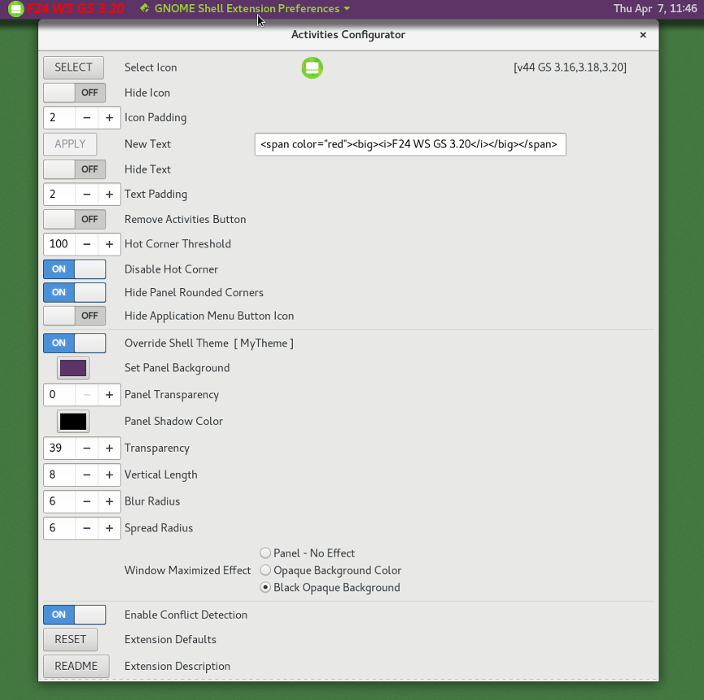 F24 WS GS 3.20 GNOME Shell Extension Preferences Thu Apr 7, 11:46
Activities Configurator ×
SELECT Select Icon [v44 GS 3.16,3.18,3.20]
OFF Hide Icon
2 − + Icon Padding
APPLY New Text <span color="red"><big><i>F24 WS GS 3.20</i></big></span>
OFF Hide Text
2 − + Text Padding
OFF Remove Activities Button
100 − + Hot Corner Threshold
ON Disable Hot Corner
ON Hide Panel Rounded Corners
OFF Hide Application Menu Button Icon
ON Override Shell Theme [ MyTheme ]
Set Panel Background
0 − + Panel Transparency
Panel Shadow Color
39 − + Transparency
8 − + Vertical Length
6 − + Blur Radius
6 − + Spread Radius
Panel - No Effect
Window Maximized Effect Opaque Background Color
Black Opaque Background
ON Enable Conflict Detection
RESET Extension Defaults
README Extension Description